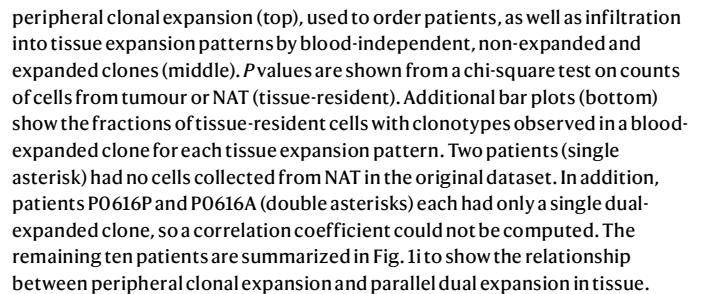 peripheral clonal expansion (top), used to order patients, as well as infiltration
into tissue expansion patterns by blood-independent, non-expanded and
expanded clones (middle). P values are shown from a chi-square test on counts
of cells from tumour or NAT (tissue-resident). Additional bar plots (bottom)
show the fractions of tissue-resident cells with clonotypes observed in a blood-
expanded clone for each tissue expansion pattern. Two patients (single
asterisk) had no cells collected from NAT in the original dataset. In addition,
patients P0616P and P0616A (double asterisks) each had only a single dual-
expanded clone, so a correlation coefficient could not be computed. The
remaining ten patients are summarized in Fig. 1i to show the relationship
between peripheral clonal expansion and parallel dual expansion in tissue.